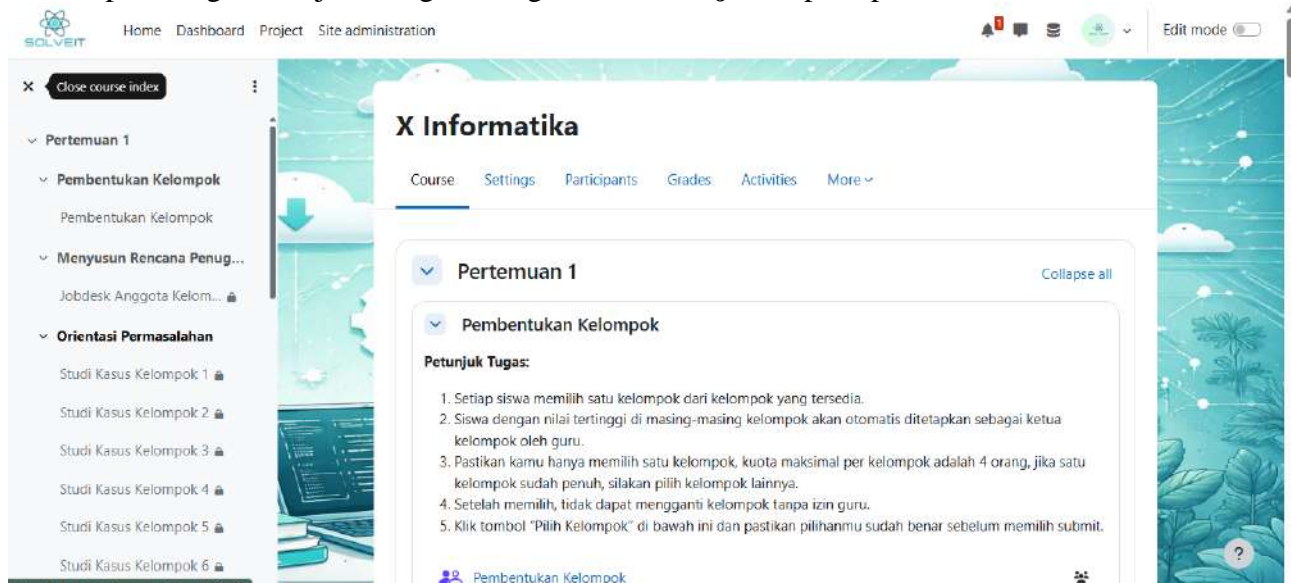 SOLVEIT
Home Dashboard Project Site administration
1
Edit mode
Close course index
Pertemuan 1
Pembentukan Kelompok
Pembentukan Kelompok
Menyusun Rencana Penug...
Jobdesk Anggota Kelom...
Orientasi Permasalahan
Studi Kasus Kelompok 1
Studi Kasus Kelompok 2
Studi Kasus Kelompok 3
Studi Kasus Kelompok 4
Studi Kasus Kelompok 5
Studi Kasus Kelompok 6
X Informatika
Course Settings Participants Grades Activities More
Pertemuan 1
Collapse all
Pembentukan Kelompok
Petunjuk Tugas:
1. Setiap siswa memilih satu kelompok dari kelompok yang tersedia.
2. Siswa dengan nilai tertinggi di masing-masing kelompok akan otomatis ditetapkan sebagai ketua
kelompok oleh guru.
3. Pastikan kamu hanya memilih satu kelompok, kuota maksimal per kelompok adalah 4 orang, jika satu
kelompok sudah penuh, silakan pilih kelompok lainnya.
4. Setelah memilih, tidak dapat mengganti kelompok tanpa izin guru.
5. Klik tombol "Pilih Kelompok" di bawah ini dan pastikan pilihanmu sudah benar sebelum memilih submit.
Pembentukan Kelompok
?